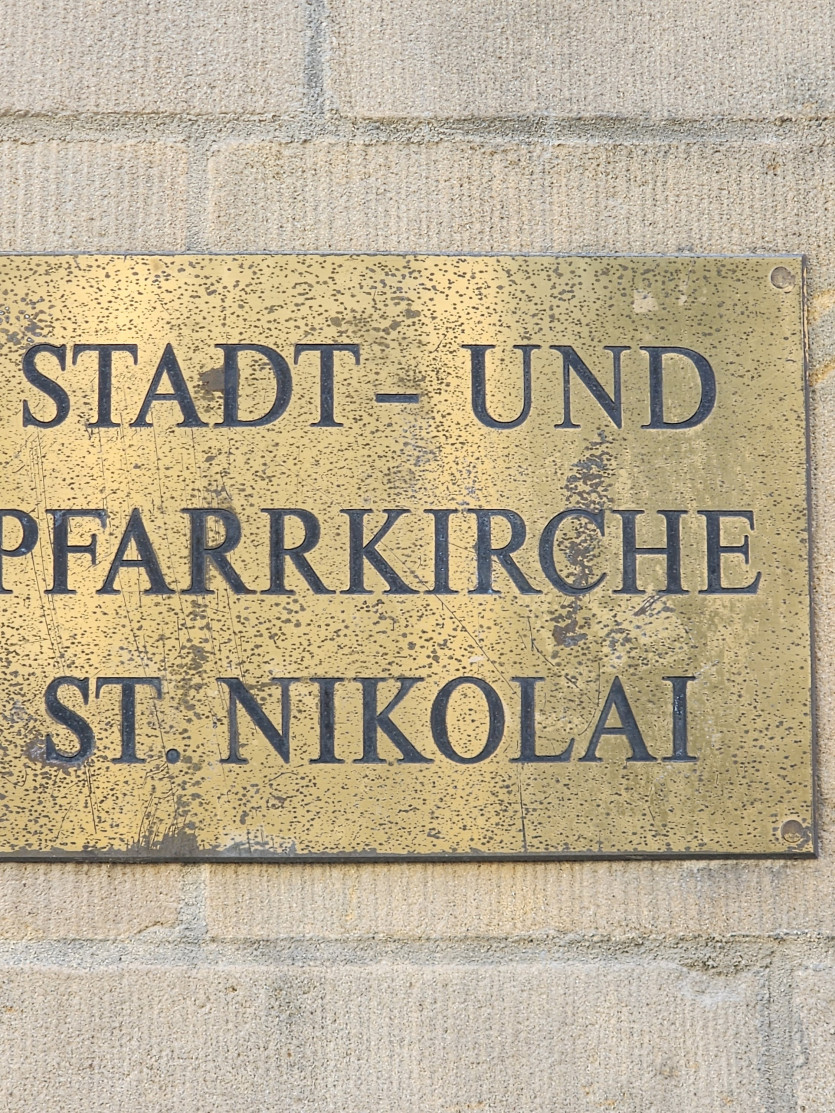 STADT- UND
PFARRKIRCHE
ST. NIKOLAI